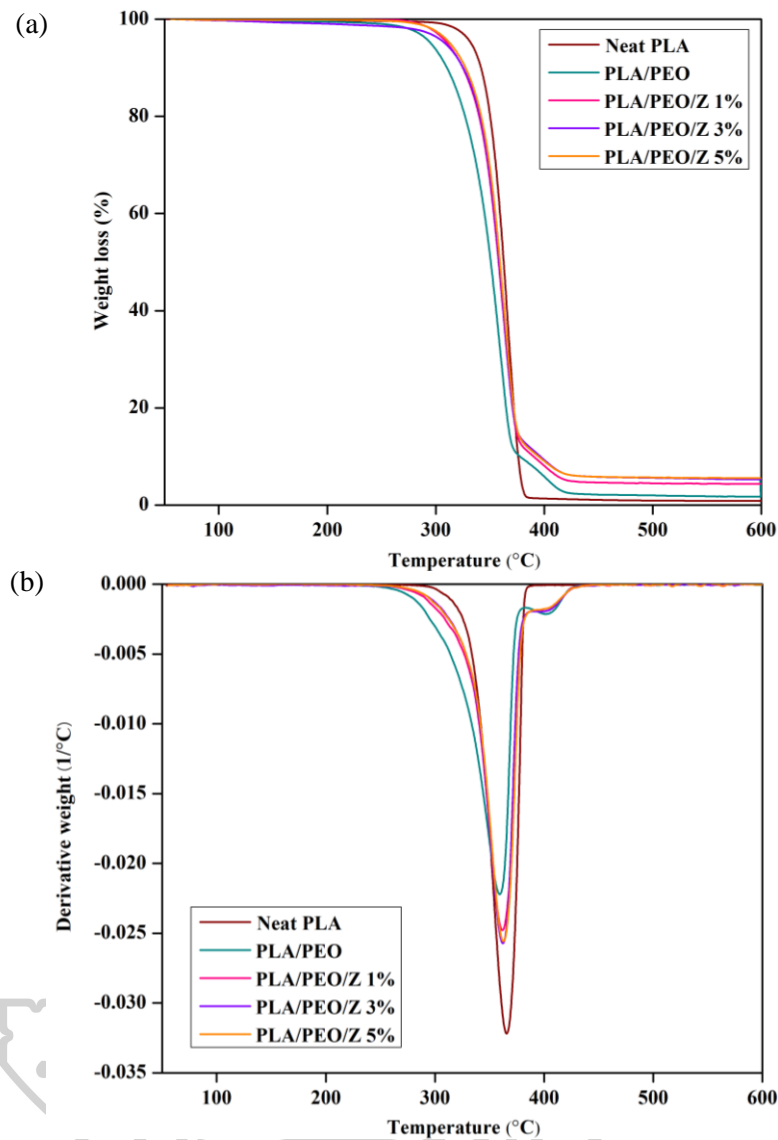 (a)
100
80
60
40
20
0
Weight loss (%)
Neat PLA
PLA/PEO
PLA/PEO/Z 1%
PLA/PEO/Z 3%
PLA/PEO/Z 5%
100 200 300 400 500 600
Temperature (°C)
(b)
0.000
-0.005
-0.010
-0.015
-0.020
-0.025
-0.030
-0.035
Derivative weight (1/°C)
Neat PLA
PLA/PEO
PLA/PEO/Z 1%
PLA/PEO/Z 3%
PLA/PEO/Z 5%
100 200 300 400 500 600
Temperature (°C)